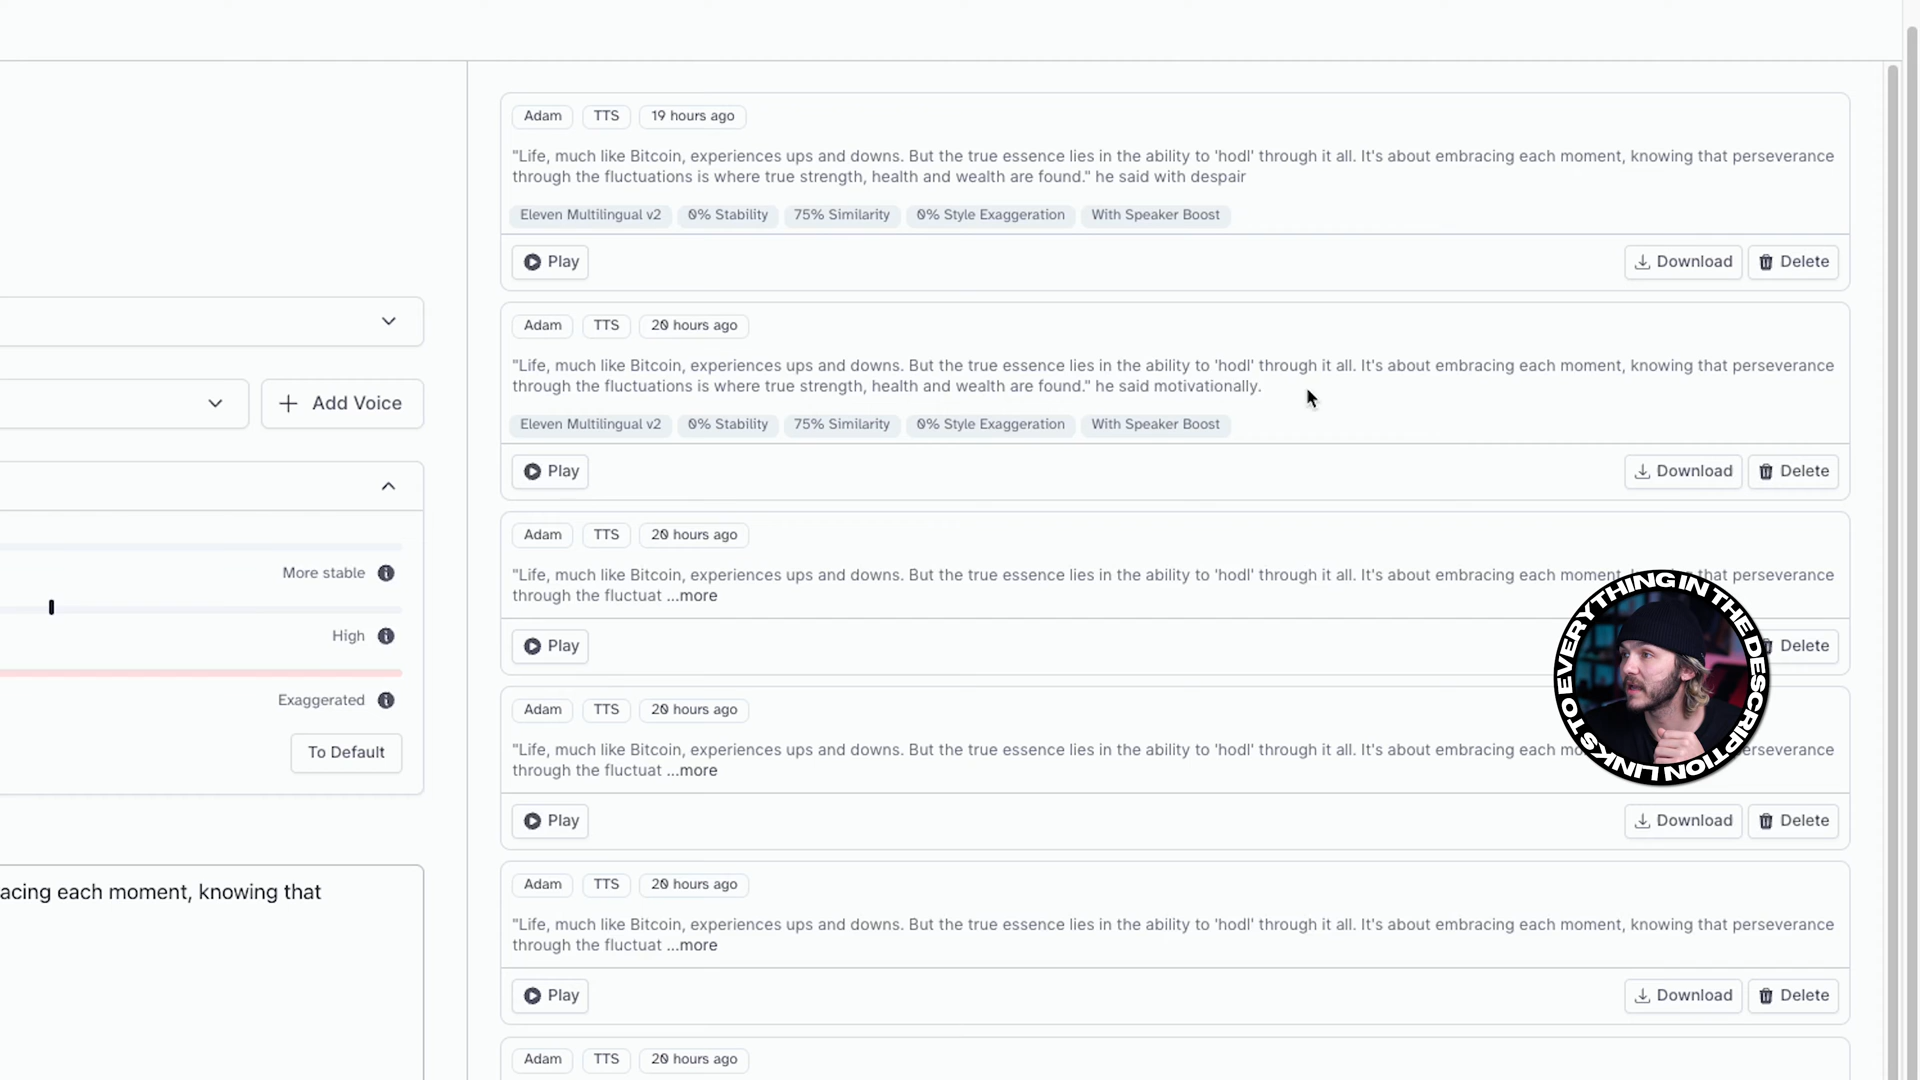 Add Voice
More stable
High
Exaggerated
To Default
acing each moment, knowing that
Adam TTS 19 hours ago
"Life, much like Bitcoin, experiences ups and downs. But the true essence lies in the ability to 'hodl' through it all. It's about embracing each moment, knowing that perseverance
through the fluctuations is where true strength, health and wealth are found." he said with despair
Eleven Multilingual v2 0% Stability 75% Similarity 0% Style Exaggeration With Speaker Boost
Play Download Delete
Adam TTS 20 hours ago
"Life, much like Bitcoin, experiences ups and downs. But the true essence lies in the ability to 'hodl' through it all. It's about embracing each moment, knowing that perseverance
through the fluctuations is where true strength, health and wealth are found." he said motivationally.
Eleven Multilingual v2 0% Stability 75% Similarity 0% Style Exaggeration With Speaker Boost
Play Download Delete
Adam TTS 20 hours ago
"Life, much like Bitcoin, experiences ups and downs. But the true essence lies in the ability to 'hodl' through it all. It's about embracing each moment, that perseverance
through the fluctuat ...more
Play Delete
Adam TTS 20 hours ago
"Life, much like Bitcoin, experiences ups and downs. But the true essence lies in the ability to 'hodl' through it all. It's about embracing each
through the fluctuat ...more
Play Download Delete
Adam TTS 20 hours ago
"Life, much like Bitcoin, experiences ups and downs. But the true essence lies in the ability to 'hodl' through it all. It's about embracing each moment, knowing that perseverance
through the fluctuat ...more
Play Download Delete
Adam TTS 20 hours ago
LINKS TO EVERYTHING IN THE DESCRIPTION